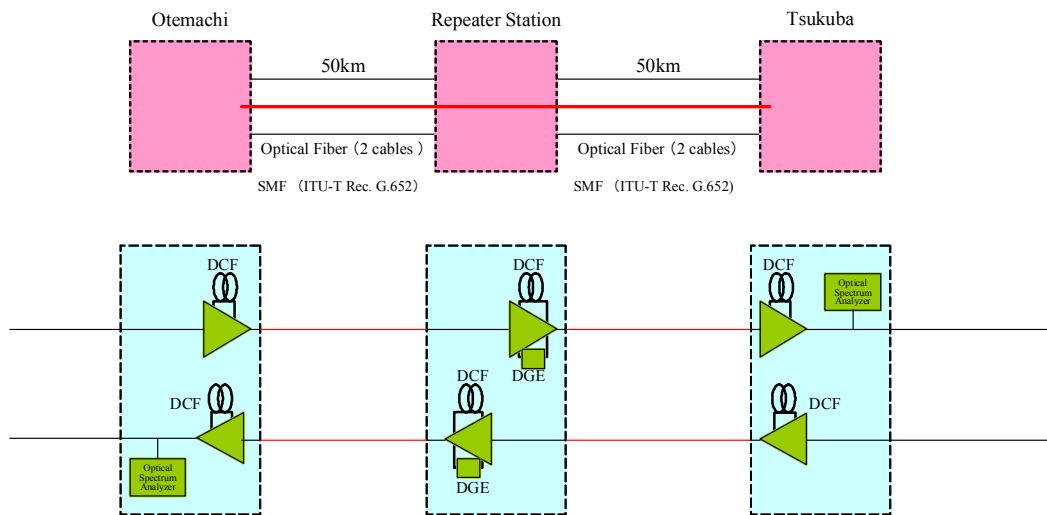 Otemachi
Repeater Station
Tsukuba
50km
50km
Optical Fiber（2 cables ）
Optical Fiber（2 cables）
SMF （ITU-T Rec. G.652）
SMF （ITU-T Rec. G.652)
DCF
DCF
DCF
Optical
Spectrum
Analyzer
DGE
DCF
DCF
DCF
Optical
Spectrum
Analyzer
DGE